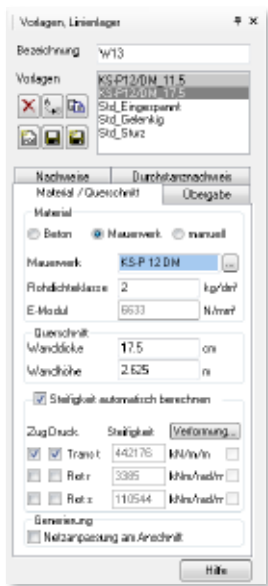 Vorlagen, Linienlager
Bezeichnung W13
Vorlagen KS-P12/DM_11.5
KS-P12/DM_17.5
Std_Eingespannt
Std_Gelenkig
Std_Sturz
Nachweise Durchstanznachweis
Material / Querschnitt Übergabe
Material
Beton Mauerwerk manuell
Mauerwerk KS-P 12 DM ...
Rohdichteklasse 2 kg/dm³
E-Modul 6633 N/mm²
Querschnitt
Wanddicke 17.5 cm
Wandhöhe 2.625 m
Steifigkeit automatisch berechnen
Zug Druck Steifigkeit Verformung...
Trans t 442176 kN/m/m
Rot r 3385 kNm/rad/m
Rot z 110544 kNm/rad/m
Generierung
Netzanpassung am Anschnitt
Hilfe